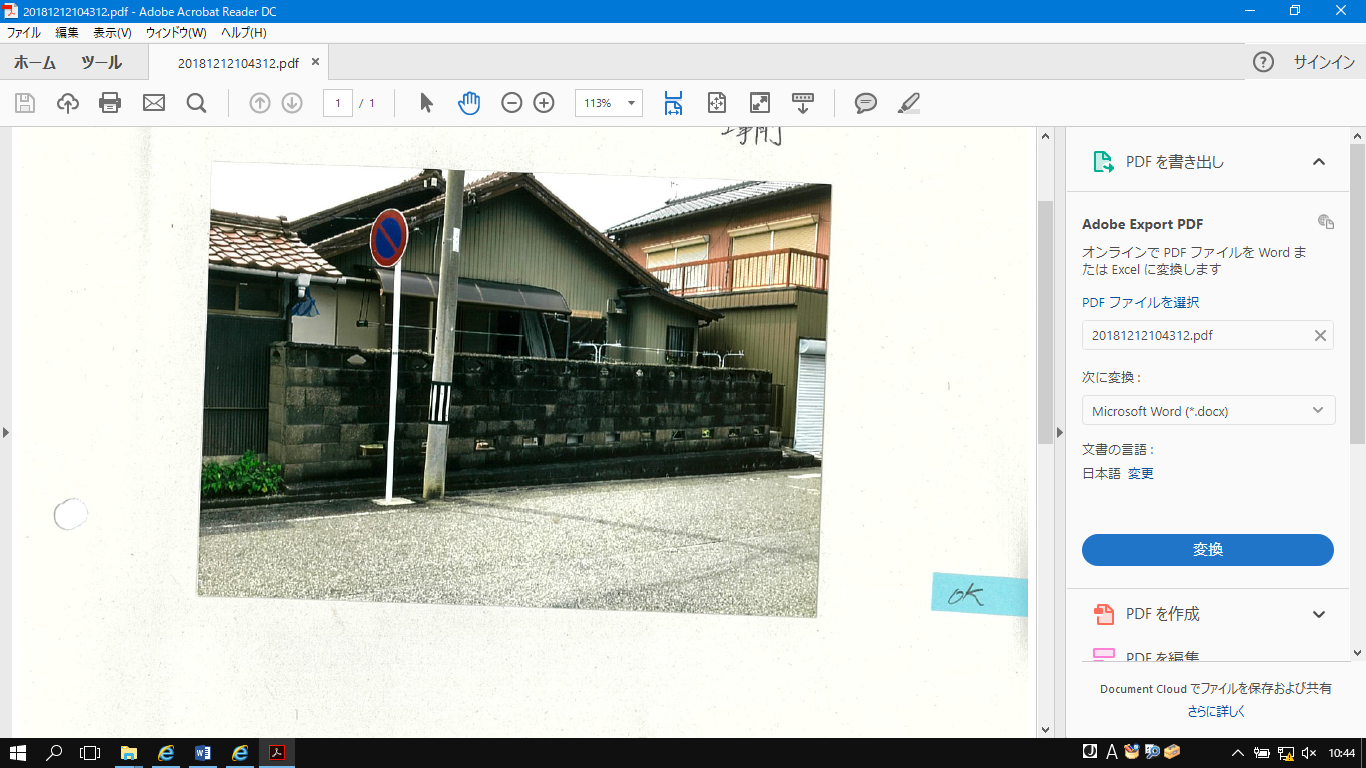 20181212104312.pdf - Adobe Acrobat Reader DC
ファイル 編集 表示(V) ウィンドウ(W) ヘルプ(H)
ホーム ツール 20181212104312.pdf × サインイン
1 / 1 113%
PDF を書き出し
Adobe Export PDF
オンラインで PDF ファイルを Word ま
たは Excel に変換します
PDF ファイルを選択
20181212104312.pdf
次に変換 :
Microsoft Word (*.docx)
文書の言語 :
日本語 変更
変換
OK
PDF を作成
PDF を編集
Document Cloud でファイルを保存および共有
さらに詳しく
A 10:44